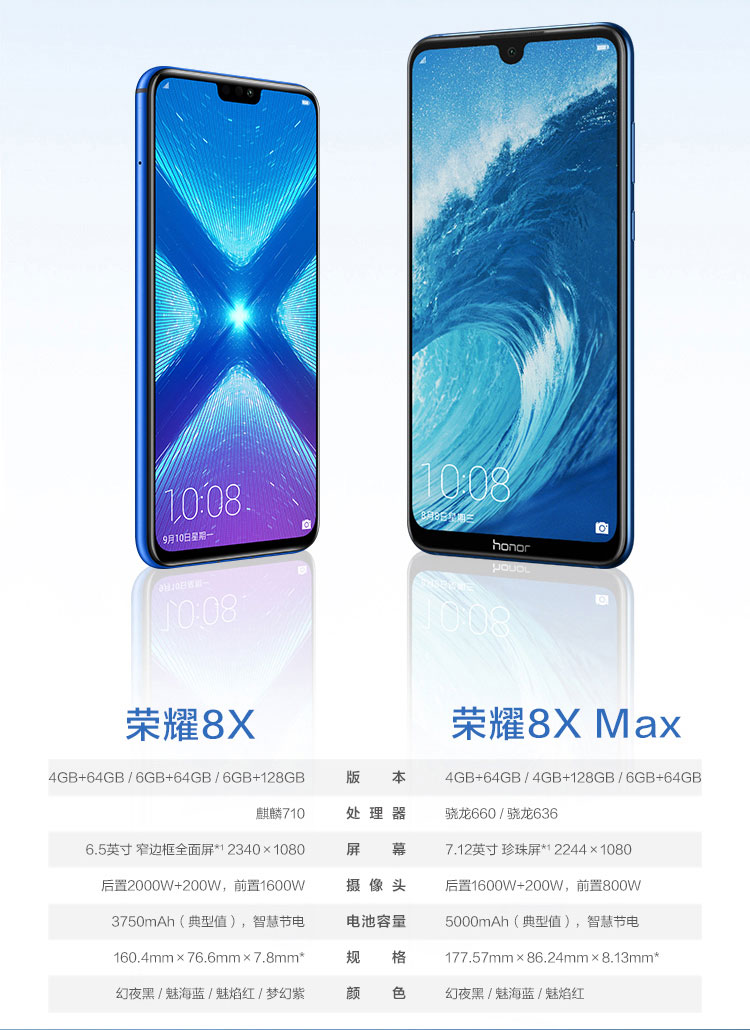 10:08
9月10日星期一
10:08
8月8日星期三
honor
荣耀8X
荣耀8X Max
4GB+64GB / 6GB+64GB / 6GB+128GB 版本 4GB+64GB / 4GB+128GB / 6GB+64GB
麒麟710 处理器 骁龙660 / 骁龙636
6.5英寸 窄边框全面屏*1 2340×1080 屏幕 7.12英寸 珍珠屏*1 2244×1080
后置2000W+200W，前置1600W 摄像头 后置1600W+200W，前置800W
3750mAh（典型值），智慧节电 电池容量 5000mAh（典型值），智慧节电
160.4mm×76.6mm×7.8mm* 规格 177.57mm×86.24mm×8.13mm*
幻夜黑 / 魅海蓝 / 魅焰红 / 梦幻紫 颜色 幻夜黑 / 魅海蓝 / 魅焰红